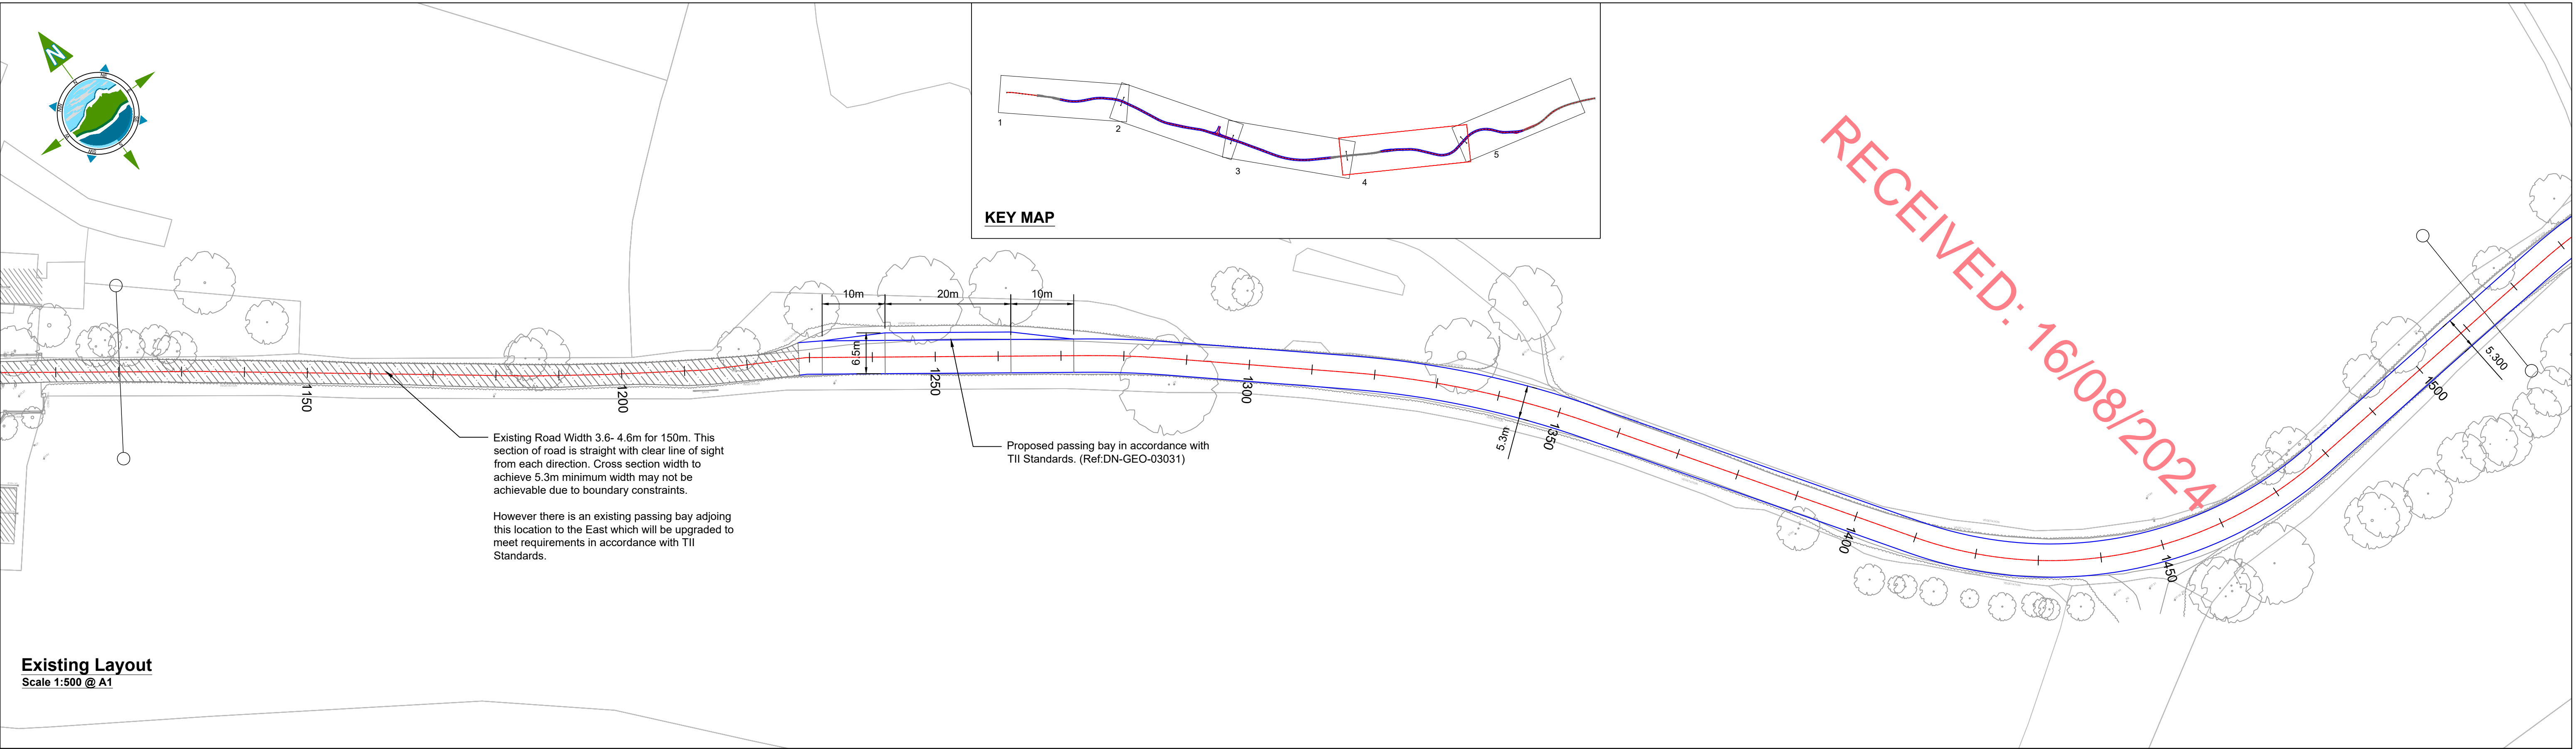 N
KEY MAP
1
2
3
4
5
RECEIVED: 16/08/2024
10m
20m
10m
6.5m
1150
1200
1250
1300
1350
1400
1450
1500
5.3m
5.300
Existing Road Width 3.6- 4.6m for 150m. This
section of road is straight with clear line of sight
from each direction. Cross section width to
achieve 5.3m minimum width may not be
achievable due to boundary constraints.
However there is an existing passing bay adjoing
this location to the East which will be upgraded to
meet requirements in accordance with TII
Standards.
Proposed passing bay in accordance with
TII Standards. (Ref:DN-GEO-03031)
Existing Layout
Scale 1:500 @ A1